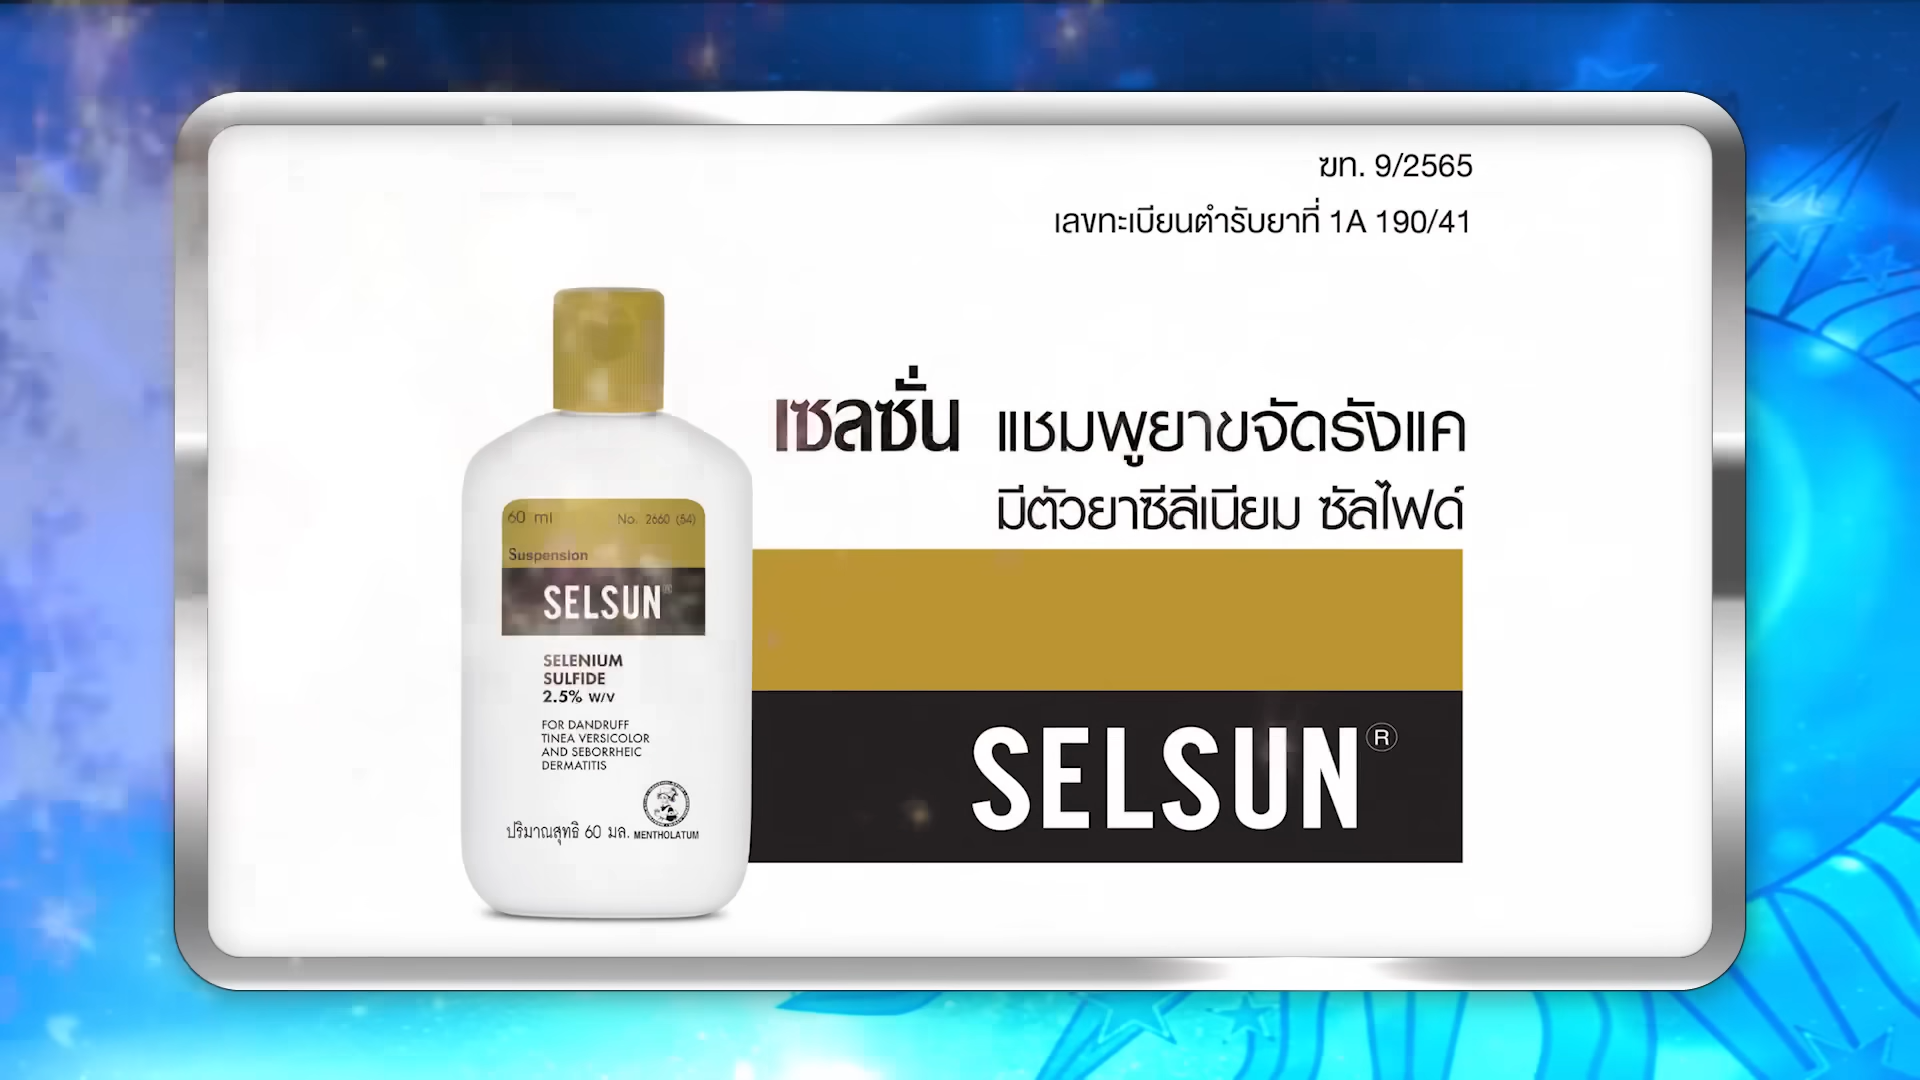 ฆท. 9/2565
เลขทะเบียนตำรับยาที่ 1A 190/41
เซลซั่น แชมพูยาขจัดรังแค
มีตัวยาซีลีเนียม ซัลไฟด์
SELSUN®
60 ml No. 2660 (54)
Suspension
SELSUN®
SELENIUM
SULFIDE
2.5% W/V
FOR DANDRUFF
TINEA VERSICOLOR
AND SEBORRHEIC
DERMATITIS
ปริมาณสุทธิ 60 มล. MENTHOLATUM